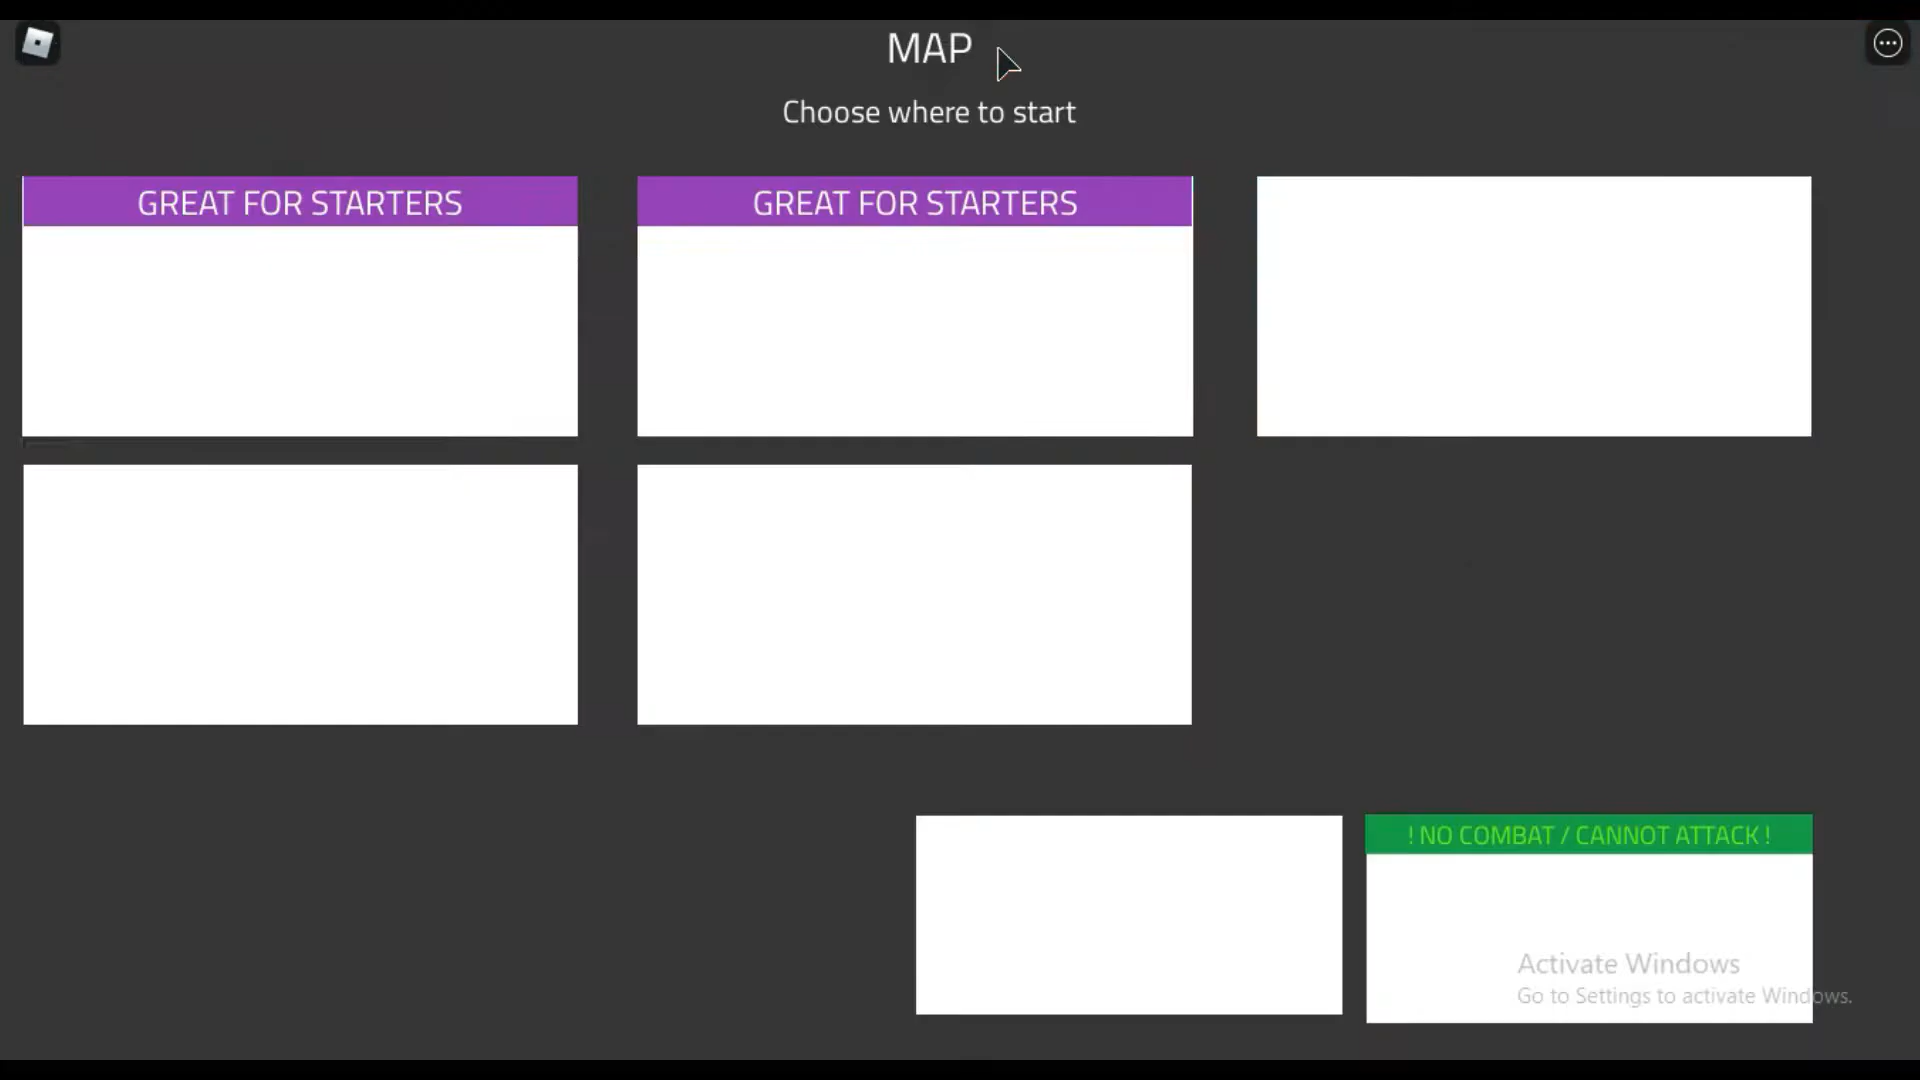 MAP
Choose where to start
GREAT FOR STARTERS
GREAT FOR STARTERS
! NO COMBAT / CANNOT ATTACK !
Activate Windows
Go to Settings to activate Windows.